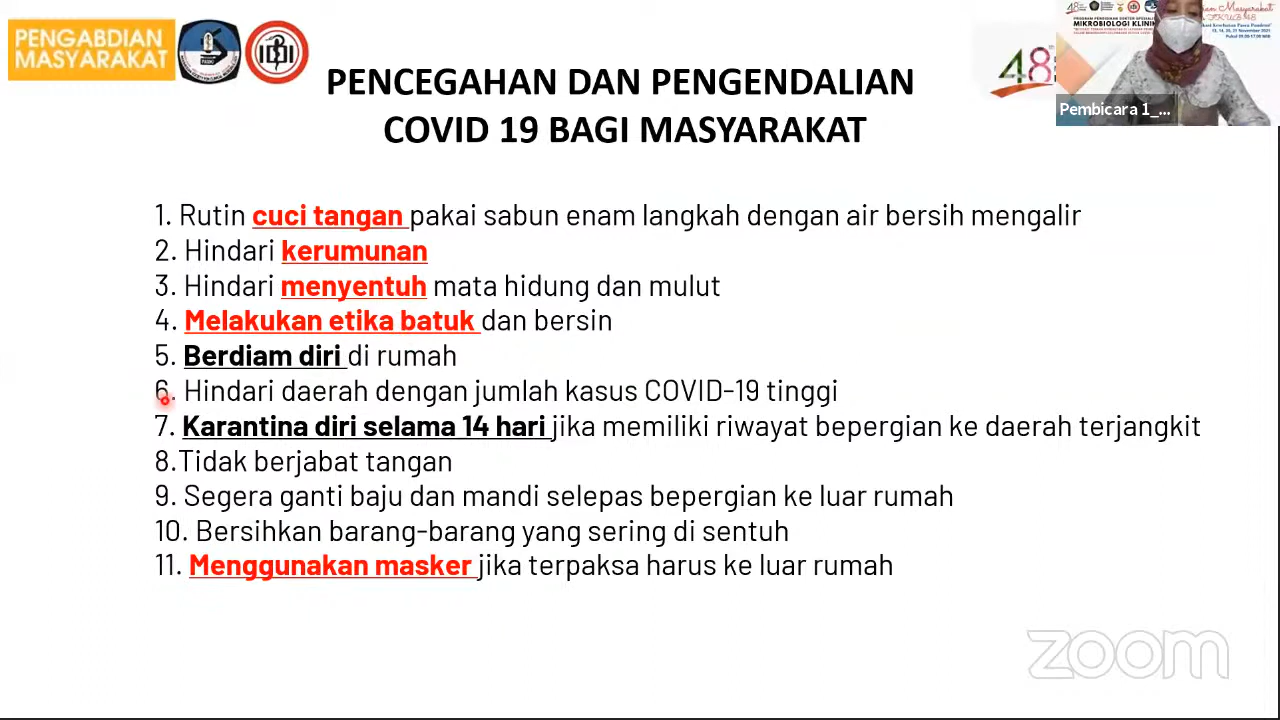 PENGABDIAN
MASYARAKAT
PENCEGAHAN DAN PENGENDALIAN
COVID 19 BAGI MASYARAKAT
48
MIKROBIOLOGI KLINIK
Pembicara 1_...
1. Rutin cuci tangan pakai sabun enam langkah dengan air bersih mengalir
2. Hindari kerumunan
3. Hindari menyentuh mata hidung dan mulut
4. Melakukan etika batuk dan bersin
5. Berdiam diri di rumah
6. Hindari daerah dengan jumlah kasus COVID-19 tinggi
7. Karantina diri selama 14 hari jika memiliki riwayat bepergian ke daerah terjangkit
8.Tidak berjabat tangan
9. Segera ganti baju dan mandi selepas bepergian ke luar rumah
10. Bersihkan barang-barang yang sering di sentuh
11. Menggunakan masker jika terpaksa harus ke luar rumah
zoom